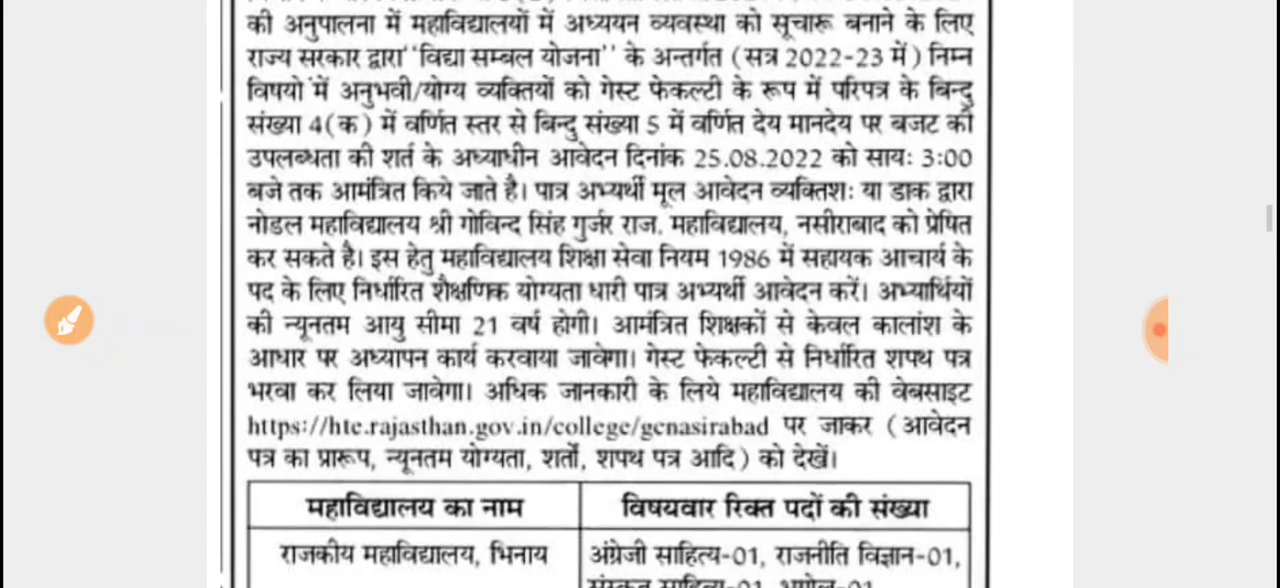 की अनुपालना में महाविद्यालयों में अध्ययन व्यवस्था को सूचारू बनाने के लिए
राज्य सरकार द्वारा "विद्या सम्बल योजना" के अन्तर्गत (सत्र 2022-23 में) निम्न
विषयों में अनुभवी/योग्य व्यक्तियों को गेस्ट फेकल्टी के रूप में परिपत्र के बिन्दु
संख्या 4(क) में वर्णित स्तर से बिन्दु संख्या 5 में वर्णित देय मानदेय पर बजट की
उपलब्धता की शर्त के अध्याधीन आवेदन दिनांक 25.08.2022 को सायः 3:00
बजे तक आमंत्रित किये जाते है। पात्र अभ्यर्थी मूल आवेदन व्यक्तिशः या डाक द्वारा
नोडल महाविद्यालय श्री गोविन्द सिंह गुर्जर राज. महाविद्यालय, नसीराबाद को प्रेषित
कर सकते है। इस हेतु महाविद्यालय शिक्षा सेवा नियम 1986 में सहायक आचार्य के
पद के लिए निर्धारित शैक्षणिक योग्यता धारी पात्र अभ्यर्थी आवेदन करें। अभ्यार्थियों
की न्यूनतम आयु सीमा 21 वर्ष होगी। आमंत्रित शिक्षकों से केवल कालांश के
आधार पर अध्यापन कार्य करवाया जावेगा। गेस्ट फेकल्टी से निर्धारित शपथ पत्र
भरवा कर लिया जावेगा। अधिक जानकारी के लिये महाविद्यालय की वेबसाइट
https://hte.rajasthan.gov.in/college/gcnasirabad पर जाकर (आवेदन
पत्र का प्रारूप, न्यूनतम योग्यता, शर्तों, शपथ पत्र आदि) को देखें।
महाविद्यालय का नाम
विषयवार रिक्त पदों की संख्या
राजकीय महाविद्यालय, भिनाय
अंग्रेजी साहित्य-01, राजनीति विज्ञान-01,